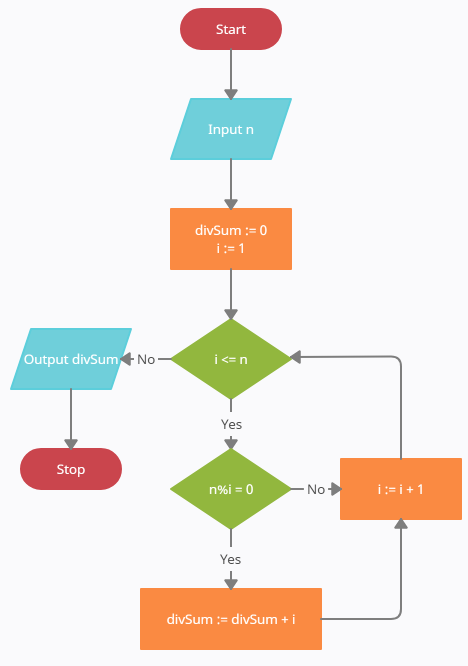 Start
Input n
divSum := 0
i := 1
i <= n
No
Output divSum
Stop
Yes
n%i = 0
No
i := i + 1
Yes
divSum := divSum + i